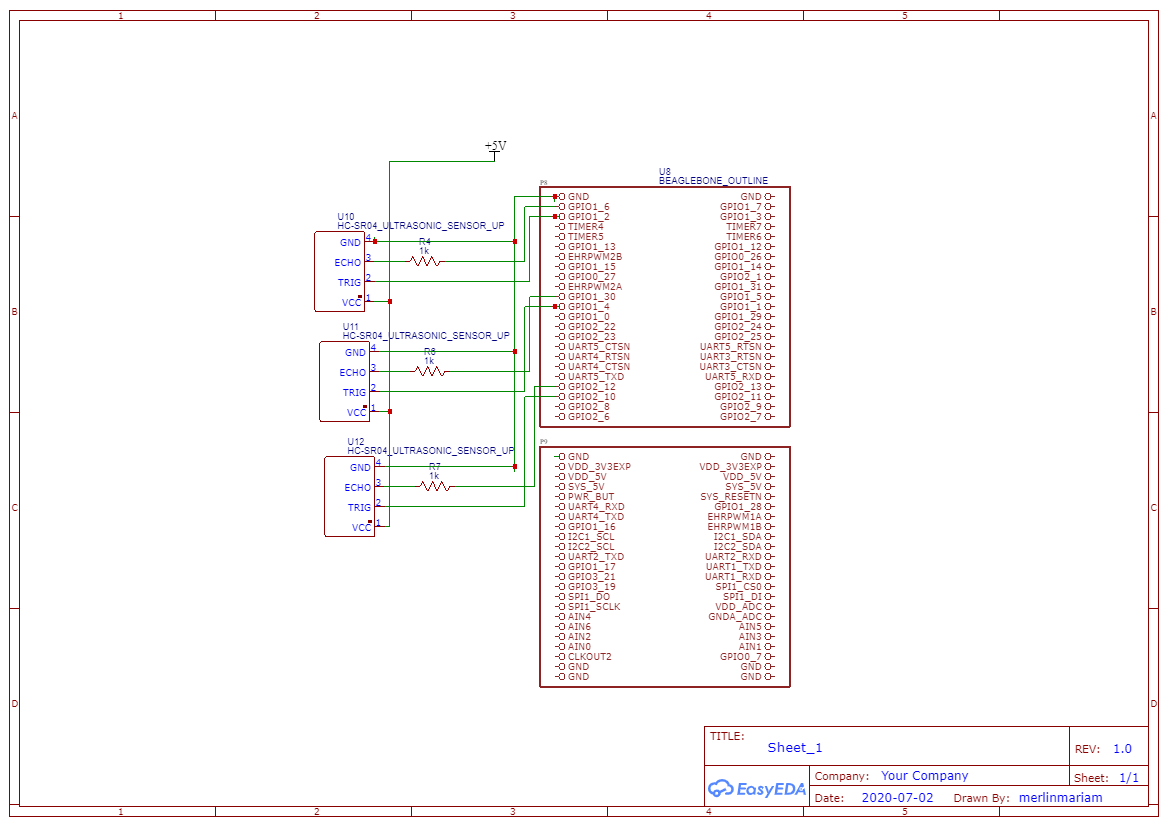 1 2 3 4 5
A A
+5V
U8
BEAGLEBONE_OUTLINE
P8
GND GND
GPIO1_6 GPIO1_7
GPIO1_2 GPIO1_3
TIMER4 TIMER7
TIMER5 TIMER6
GPIO1_13 GPIO1_12
EHRPWM2B GPIO0_26
GPIO1_15 GPIO1_14
GPIO0_27 GPIO2_1
EHRPWM2A GPIO1_31
GPIO1_30 GPIO1_5
GPIO1_4 GPIO1_1
GPIO1_0 GPIO1_29
GPIO2_22 GPIO2_24
GPIO2_23 GPIO2_25
UART5_CTSN UART5_RTSN
UART4_RTSN UART3_RTSN
UART4_CTSN UART3_CTSN
UART5_TXD UART5_RXD
GPIO2_12 GPIO2_13
GPIO2_10 GPIO2_11
GPIO2_8 GPIO2_9
GPIO2_6 GPIO2_7
U10
HC-SR04_ULTRASONIC_SENSOR_UP
GND 4
R4
1k
ECHO 3
TRIG 2
VCC 1
B B
U11
HC-SR04_ULTRASONIC_SENSOR_UP
GND 4
R6
1k
ECHO 3
TRIG 2
VCC 1
U12
HC-SR04_ULTRASONIC_SENSOR_UP
GND 4
R7
1k
ECHO 3
TRIG 2
VCC 1
P9
GND GND
VDD_3V3EXP VDD_3V3EXP
VDD_5V VDD_5V
SYS_5V SYS_5V
PWR_BUT SYS_RESETN
UART4_RXD GPIO1_28
UART4_TXD EHRPWM1A
GPIO1_16 EHRPWM1B
I2C1_SCL I2C1_SDA
I2C2_SCL I2C2_SDA
UART2_TXD UART2_RXD
GPIO1_17 UART1_TXD
GPIO3_21 UART1_RXD
GPIO3_19 SPI1_CS0
SPI1_DO SPI1_DI
SPI1_SCLK VDD_ADC
AIN4 GNDA_ADC
AIN6 AIN5
AIN2 AIN3
AIN0 AIN1
CLKOUT2 GPIO0_7
GND GND
GND GND
C C
D D
TITLE:
Sheet_1
REV: 1.0
EasyEDA
Company: Your Company
Sheet: 1/1
Date: 2020-07-02 Drawn By: merlinmariam
1 2 3 4 5